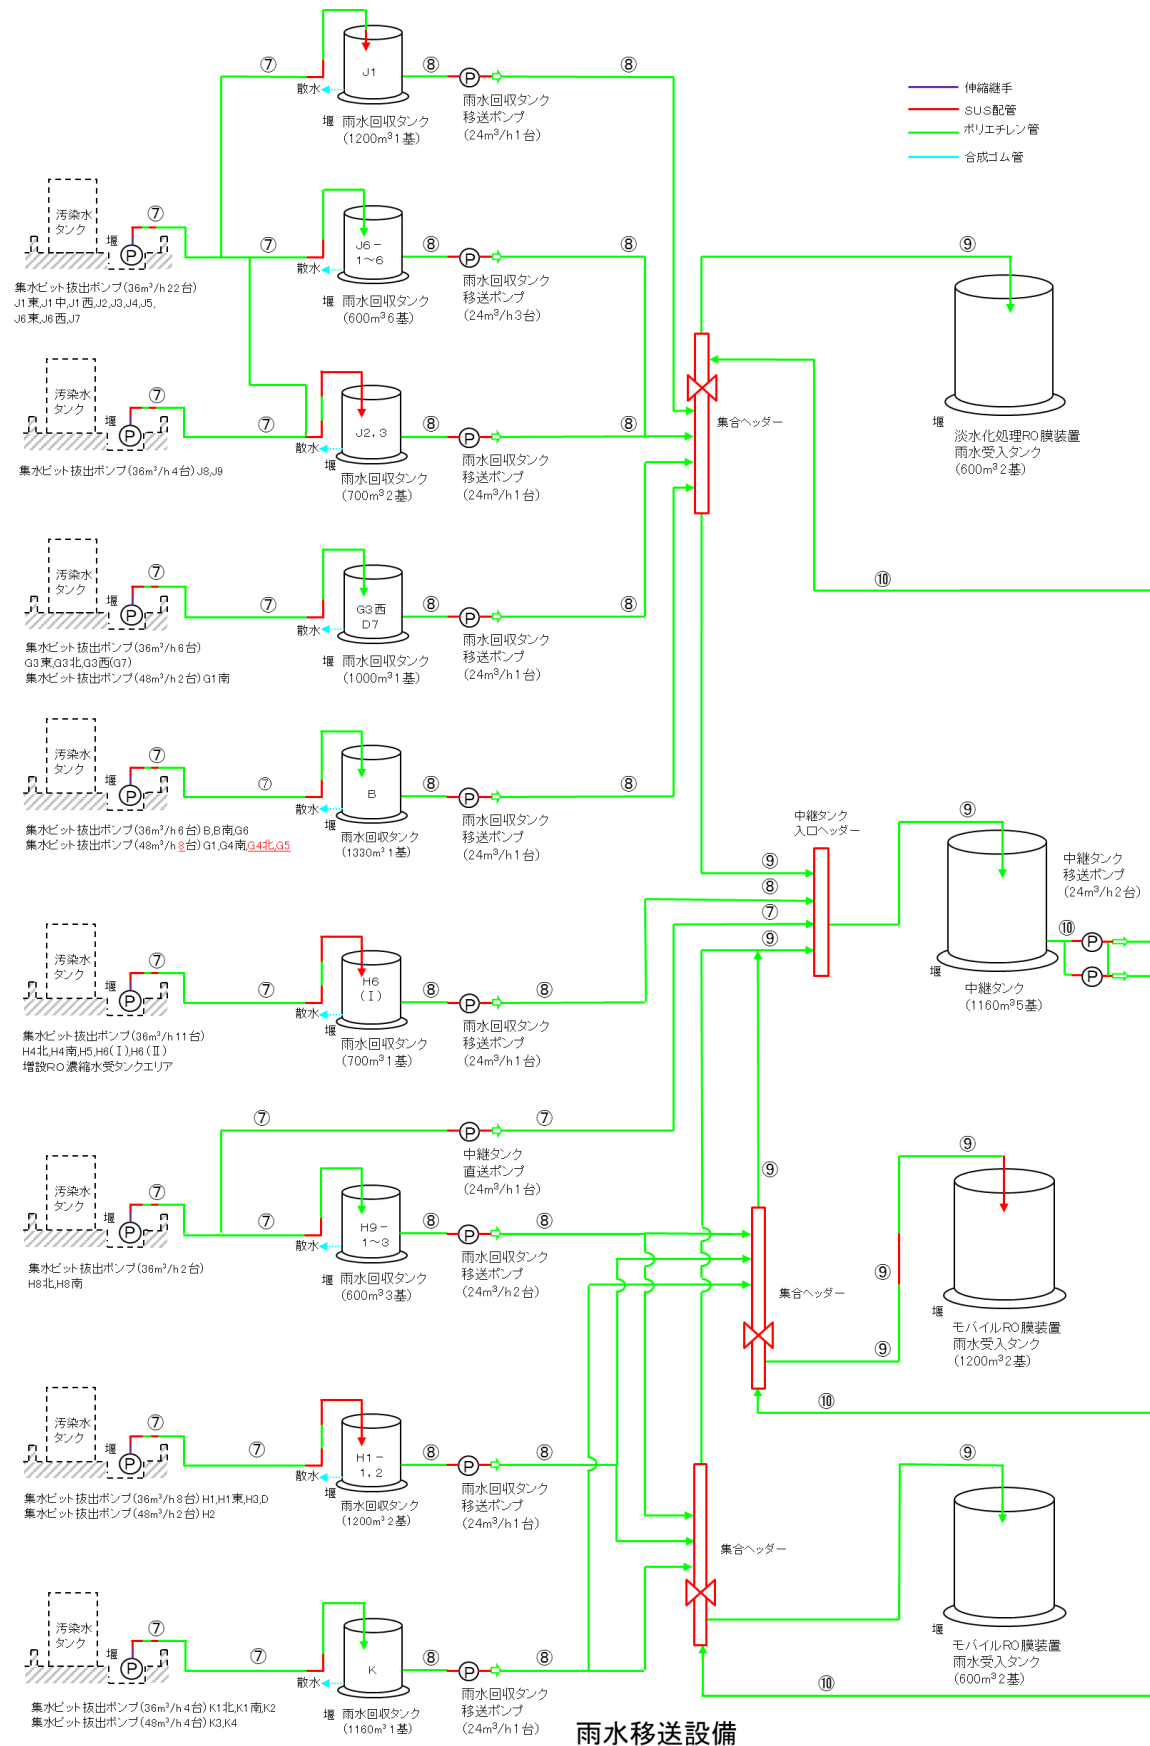 伸縮継手
SUS配管
ポリエチレン管
合成ゴム管
⑦
J1
散水
堰
雨水回収タンク
(1200m³1基)
⑧
P
雨水回収タンク
移送ポンプ
(24m³/h1台)
⑧
汚染水
タンク
堰
P
⑦
集水ピット抜出ポンプ(36m³/h22台)
J1東,J1中,J1西,J2,J3,J4,J5,
J6東,J6西,J7
⑦
J6-
1~6
散水
堰
雨水回収タンク
(600m³6基)
⑧
P
雨水回収タンク
移送ポンプ
(24m³/h3台)
⑧
汚染水
タンク
堰
P
⑦
集水ピット抜出ポンプ(36m³/h4台)J8,J9
⑦
J2,3
散水
堰
雨水回収タンク
(700m³2基)
⑧
P
雨水回収タンク
移送ポンプ
(24m³/h1台)
⑧
集合ヘッダー
⑨
堰
淡水化処理RO膜装置
雨水受入タンク
(600m³2基)
⑩
汚染水
タンク
堰
P
⑦
集水ピット抜出ポンプ(36m³/h6台)
G3東,G3北,G3西(G7)
集水ピット抜出ポンプ(48m³/h2台)G1南
⑦
G3西
D7
散水
堰
雨水回収タンク
(1000m³1基)
⑧
P
雨水回収タンク
移送ポンプ
(24m³/h1台)
⑧
汚染水
タンク
堰
P
⑦
集水ピット抜出ポンプ(36m³/h6台)B,B南,G6
集水ピット抜出ポンプ(48m³/h8台)G1,G4南,G4北,G5
⑦
B
散水
堰
雨水回収タンク
(1330m³1基)
⑧
P
雨水回収タンク
移送ポンプ
(24m³/h1台)
⑧
中継タンク
入口ヘッダー
⑨
⑧
⑦
⑨
⑨
堰
中継タンク
(1160m³5基)
中継タンク
移送ポンプ
(24m³/h2台)
⑩
P
P
汚染水
タンク
堰
P
⑦
集水ピット抜出ポンプ(36m³/h11台)
H4北,H4南,H5,H6(Ⅰ),H6(Ⅱ)
増設RO濃縮水受タンクエリア
⑦
H6
(Ⅰ)
散水
堰
雨水回収タンク
(700m³1基)
⑧
P
雨水回収タンク
移送ポンプ
(24m³/h1台)
⑧
⑦
P
中継タンク
直送ポンプ
(24m³/h1台)
⑦
汚染水
タンク
堰
P
⑦
集水ピット抜出ポンプ(36m³/h2台)
H8北,H8南
⑦
H9-
1~3
散水
堰
雨水回収タンク
(600m³3基)
⑧
P
雨水回収タンク
移送ポンプ
(24m³/h2台)
⑧
⑨
集合ヘッダー
⑨
⑨
⑨
堰
モバイルRO膜装置
雨水受入タンク
(1200m³2基)
⑩
汚染水
タンク
堰
P
⑦
集水ピット抜出ポンプ(36m³/h8台)H1,H1東,H3,D
集水ピット抜出ポンプ(48m³/h2台)H2
⑦
H1-
1,2
散水
堰
雨水回収タンク
(1200m³2基)
⑧
P
雨水回収タンク
移送ポンプ
(24m³/h1台)
⑧
集合ヘッダー
⑨
堰
モバイルRO膜装置
雨水受入タンク
(600m³2基)
⑩
汚染水
タンク
堰
P
⑦
集水ピット抜出ポンプ(36m³/h4台)K1北,K1南,K2
集水ピット抜出ポンプ(48m³/h4台)K3,K4
⑦
K
散水
堰
雨水回収タンク
(1160m³1基)
⑧
P
雨水回収タンク
移送ポンプ
(24m³/h1台)
⑧
雨水移送設備